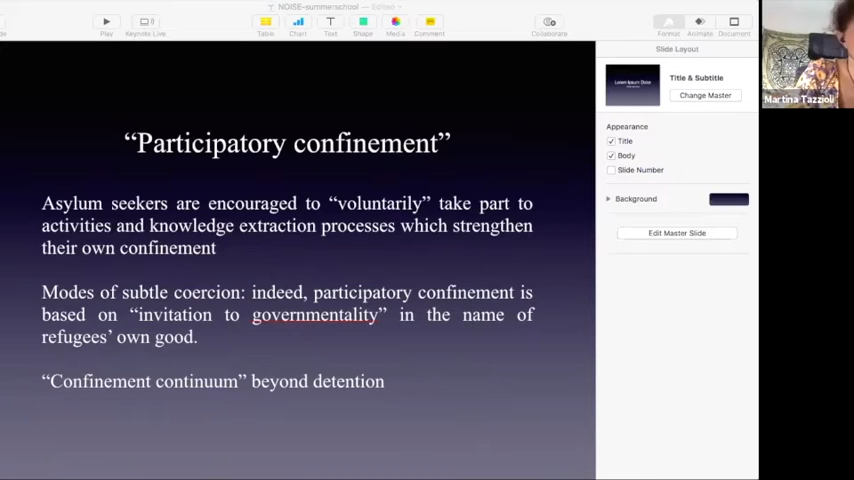 NOISE-summerschool — Edited
Play
Keynote Live
Table
Chart
Text
Shape
Media
Comment
Collaborate
Format
Animate
Document
Slide Layout
Title & Subtitle
Change Master
Martina Tazzioli
Appearance
Title
Body
Slide Number
Background
Edit Master Slide
“Participatory confinement”
Asylum seekers are encouraged to “voluntarily” take part to
activities and knowledge extraction processes which strengthen
their own confinement
Modes of subtle coercion: indeed, participatory confinement is
based on “invitation to governmentality” in the name of
refugees’ own good.
“Confinement continuum” beyond detention